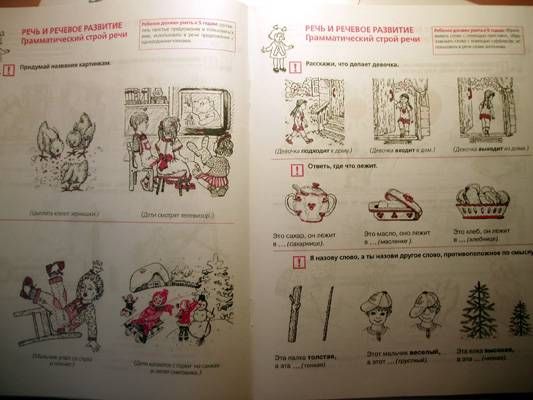 РЕЧЬ И РЕЧЕВОЕ РАЗВИТИЕ
Грамматический строй речи
Ребенок должен уметь к 5 годам:
Придумай названия картинкам.
(Цыплята клюют зернышки.)
(Дети смотрят телевизор.)
(Мальчик упал со стула
и плачет.)
(Дети катаются с горки на санках
и лепят снеговика.)
РЕЧЬ И РЕЧЕВОЕ РАЗВИТИЕ
Грамматический строй речи
Ребенок должен уметь к 5 годам:
Расскажи, что делает девочка.
(Девочка подходит к дому.)
(Девочка входит в дом.)
(Девочка выходит из дома.)
Ответь, где что лежит.
Это сахар, он лежит
в ... (сахарнице).
Это масло, оно лежит
в ... (масленке).
Это хлеб, он лежит
в ... (хлебнице).
Я назову слово, а ты назови другое слово, противоположное по смыслу
Эта палка толстая,
а эта ... (тонкая)
Этот мальчик веселый,
а этот ... (грустный).
Эта елка высокая,
а эта ... (низкая).